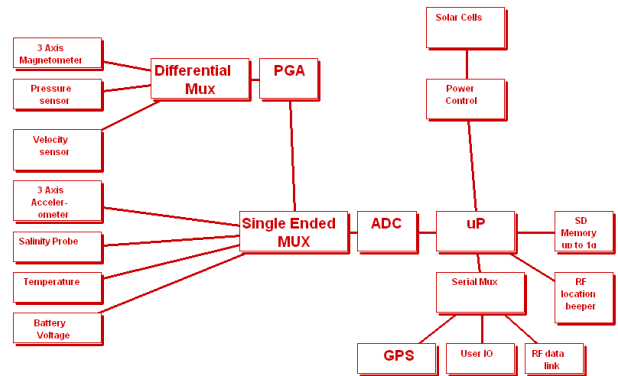 3 Axis
Magnetometer
Pressure
sensor
Velocity
sensor
3 Axis
Acceler-
ometer
Salinity Probe
Temperature
Battery
Voltage
Differential
Mux
PGA
Single Ended
MUX
ADC
uP
Solar Cells
Power
Control
SD
Memory
up to 1g
RF
location
beeper
Serial Mux
GPS
User IO
RF data
link